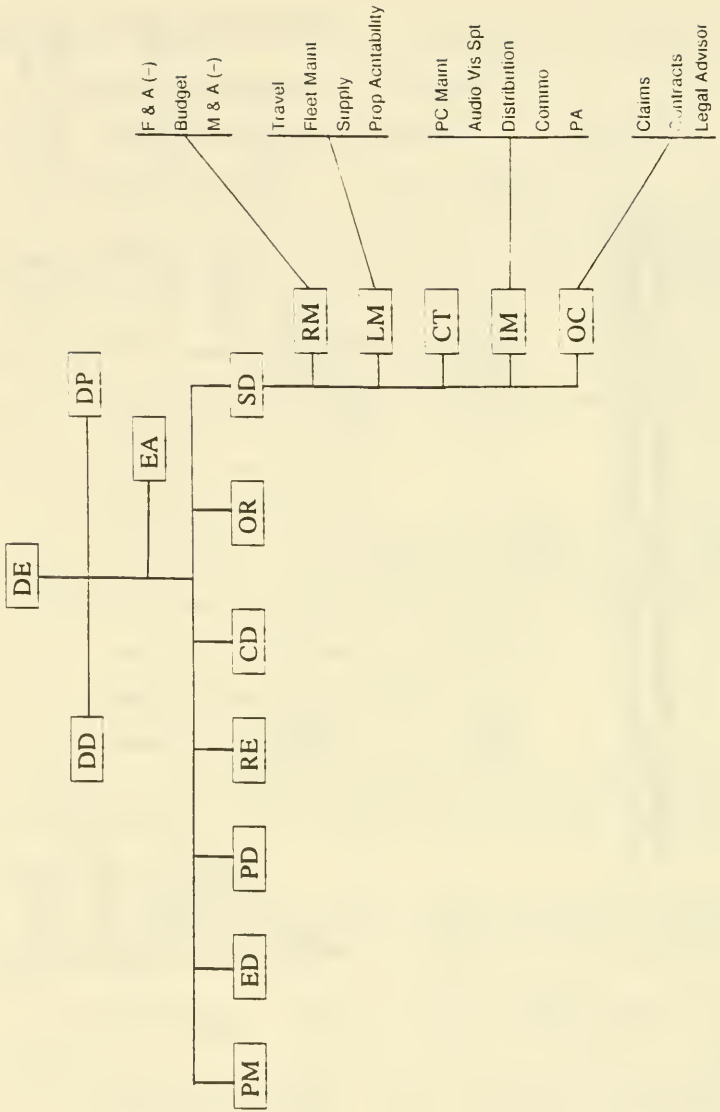 DE
DD
DP
EA
PM
ED
PD
RE
CD
OR
SD
RM
LM
CT
IM
OC
F & A (-)
Budget
M & A (-)
Travel
Fleet Maint
Supply
Prop Acntability
PC Maint
Audio Vis Spt
Distribution
Commo
PA
Claims
Contracts
Legal Advisor